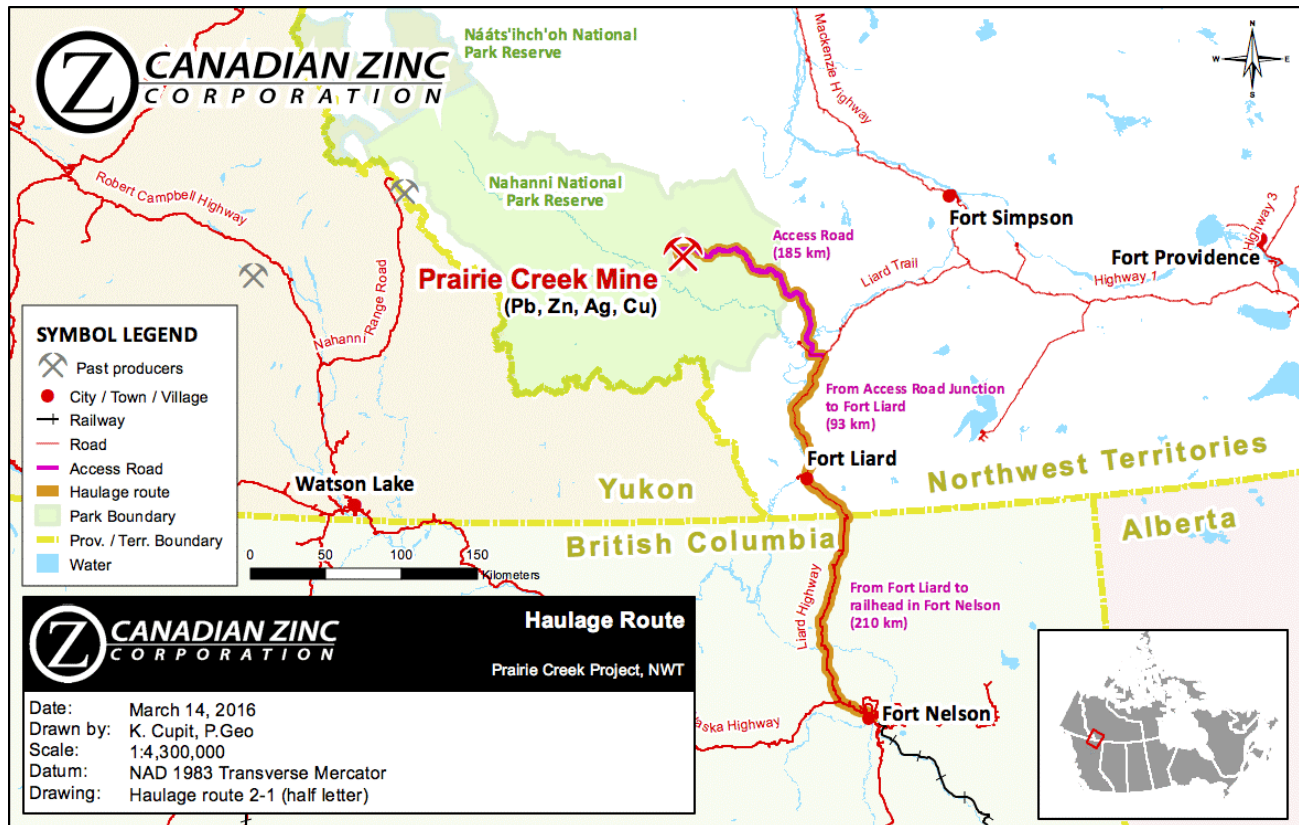 CANADIAN ZINC
CORPORATION
Z
Nááts'ihch'oh National
Park Reserve
Mackenzie Highway
N
W
E
S
Robert Campbell Highway
Nahanni National
Park Reserve
Fort Simpson
Highway 3
Access Road
(185 km)
Fort Providence
Prairie Creek Mine
(Pb, Zn, Ag, Cu)
Liard Trail
Highway 1
Nahanni Range Road
SYMBOL LEGEND
Past producers
City / Town / Village
Railway
Road
Access Road
Haulage route
Park Boundary
Prov. / Terr. Boundary
Water
From Access Road Junction
to Fort Liard
(93 km)
Fort Liard
Northwest Territories
Watson Lake
Yukon
Alberta
British Columbia
0 50 100 150
Kilometers
From Fort Liard to
railhead in Fort Nelson
(210 km)
Liard Highway
Fort Nelson
aska Highway
Z
CANADIAN ZINC
CORPORATION
Haulage Route
Prairie Creek Project, NWT
Date: March 14, 2016
Drawn by: K. Cupit, P.Geo
Scale: 1:4,300,000
Datum: NAD 1983 Transverse Mercator
Drawing: Haulage route 2-1 (half letter)